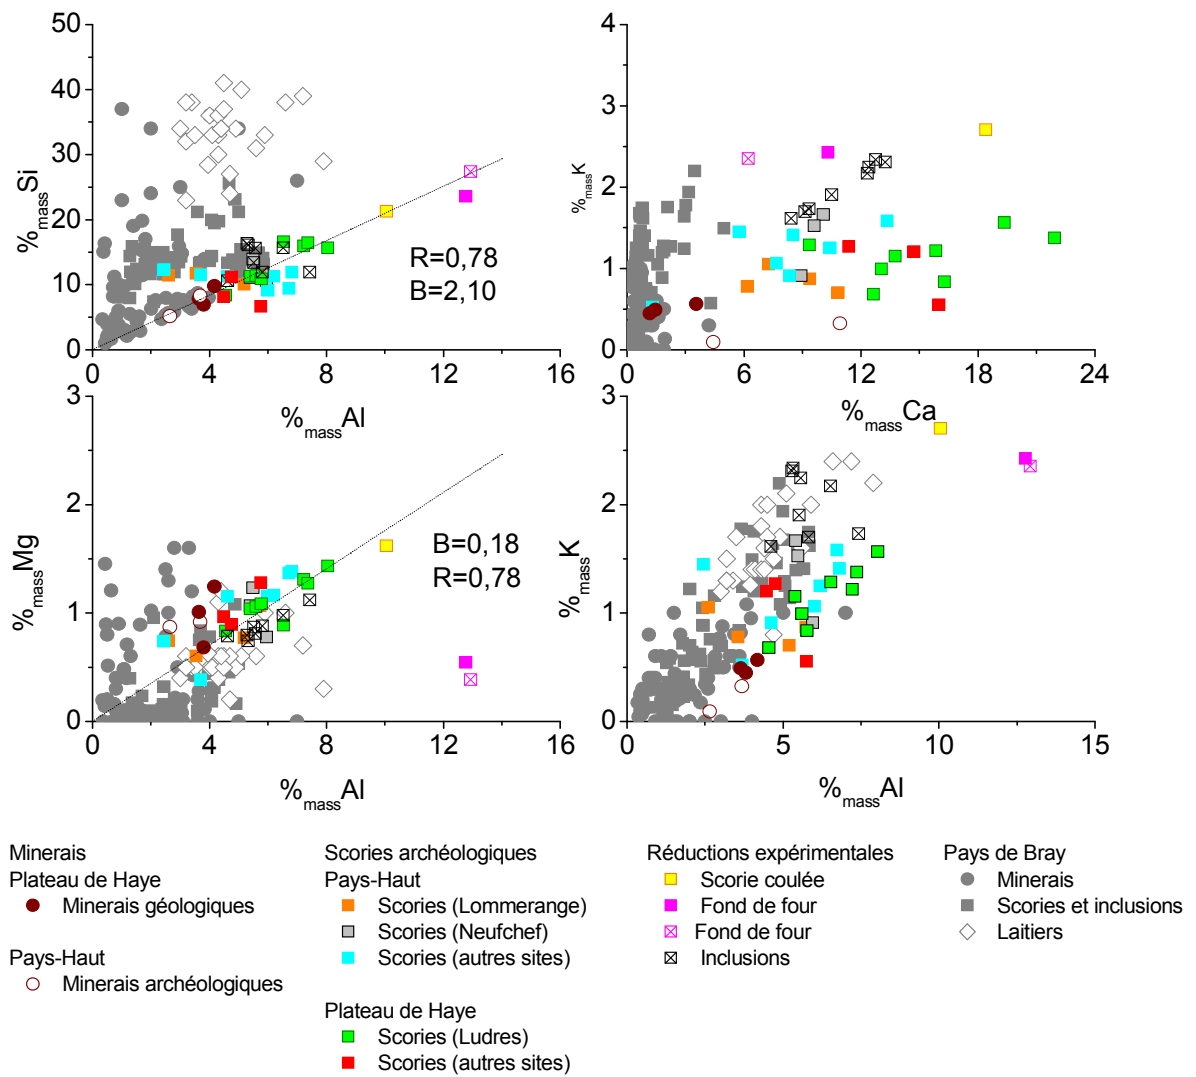 50
40
30
20
10
0
%massSi
0 4 8 12 16
%massAl
R=0,78
B=2,10
4
3
2
1
0
%massK
0 6 12 18 24
%massCa
3
2
1
0
%massMg
0 4 8 12 16
%massAl
B=0,18
R=0,78
3
2
1
0
%massK
0 5 10 15
%massAl
Minerais
Plateau de Haye
Minerais géologiques
Pays-Haut
Minerais archéologiques
Scories archéologiques
Pays-Haut
Scories (Lommerange)
Scories (Neufchef)
Scories (autres sites)
Plateau de Haye
Scories (Ludres)
Scories (autres sites)
Réductions expérimentales
Scorie coulée
Fond de four
Fond de four
Inclusions
Pays de Bray
Minerais
Scories et inclusions
Laitiers